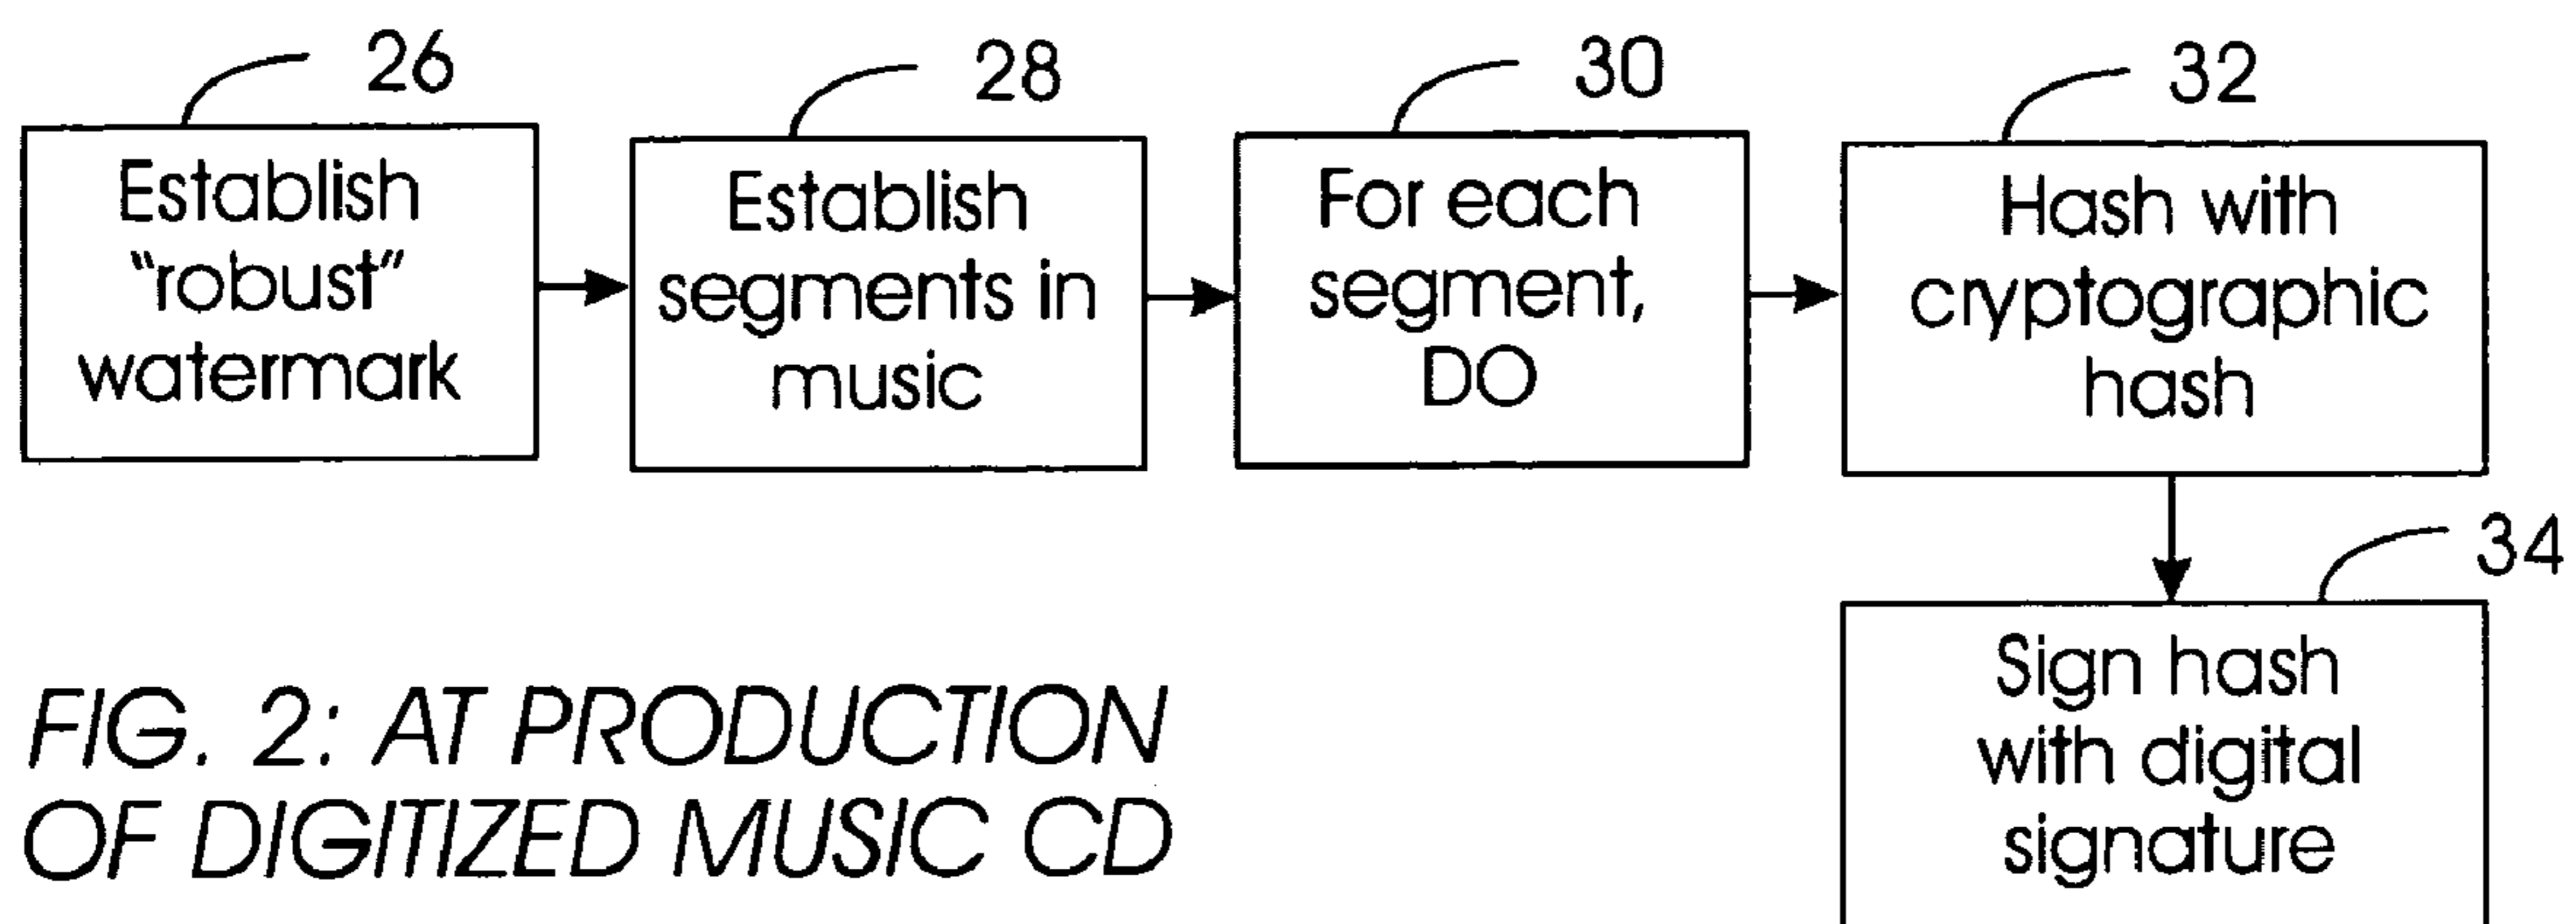 26
Establish
"robust"
watermark
28
Establish
segments in
music
30
For each
segment,
DO
32
Hash with
cryptographic
hash
34
Sign hash
with digital
signature
FIG. 2: AT PRODUCTION
OF DIGITIZED MUSIC CD